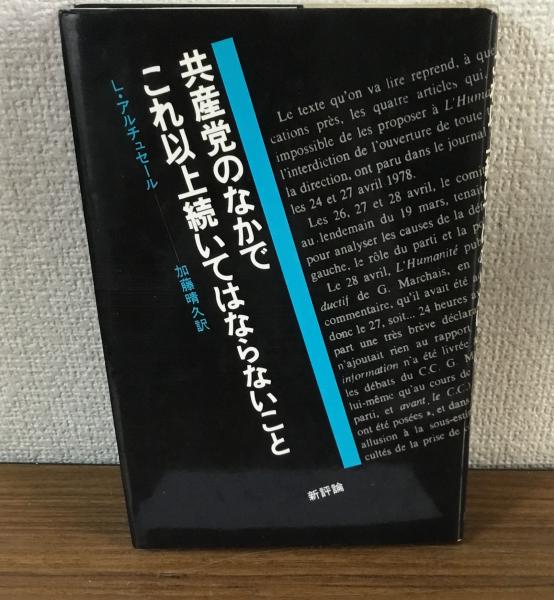 共産党のなかで
これ以上続いてはならないこと
L・アルチュセール
加藤晴久訳
Le texte qu'on va lire reprend, à
cations près, les quatre articles qui
impossible de les proposer à L'Huma
l'interdiction de l'ouverture de toute
la direction, ont paru dans le journal
les 24 et 27 avril 1978.
Les 26, 27 et 28 avril, le comi
au lendemain du 19 mars, tenait
pour analyser les causes de la dé
gauche, le rôle du parti et la p
Le 28 avril, L'Humanité pub
ductif de G. Marchais, en
commentaire, qu'il avait été a
donc le 27, soit... 24 heures a
part une très brève déclara
n'ajoutait rien au rapport
information n'a été livrée
les débats du C.C. G. M
lui-même qu'au cours de
parti, et avant le C.C.
ont été posées », et dans
allusion à la sous-est
cultés de la prise de
新評論